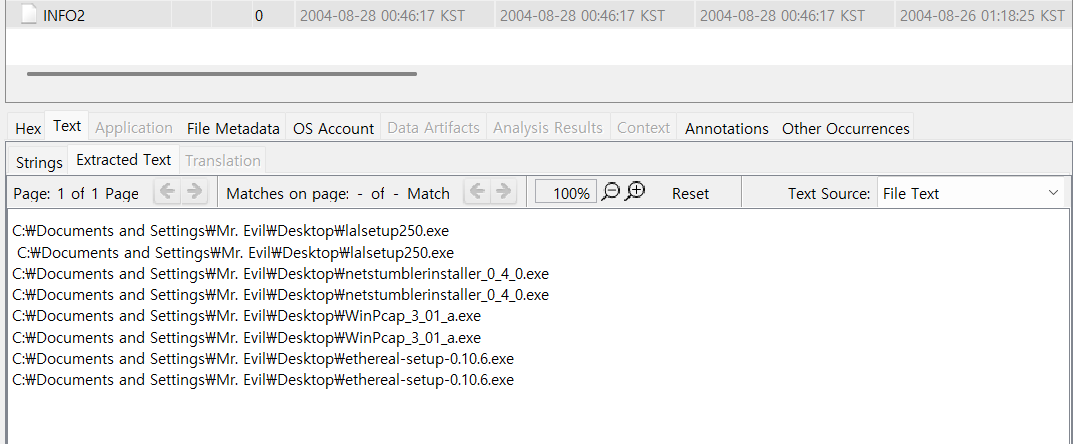 INFO2 0 2004-08-28 00:46:17 KST 2004-08-28 00:46:17 KST 2004-08-28 00:46:17 KST 2004-08-26 01:18:25 KST
Hex Text Application File Metadata OS Account Data Artifacts Analysis Results Context Annotations Other Occurrences
Strings Extracted Text Translation
Page: 1 of 1 Page Matches on page: - of - Match 100% Reset Text Source: File Text
C:₩Documents and Settings₩Mr. Evil₩Desktop₩lalsetup250.exe
C:₩Documents and Settings₩Mr. Evil₩Desktop₩lalsetup250.exe
C:₩Documents and Settings₩Mr. Evil₩Desktop₩netstumblerinstaller_0_4_0.exe
C:₩Documents and Settings₩Mr. Evil₩Desktop₩netstumblerinstaller_0_4_0.exe
C:₩Documents and Settings₩Mr. Evil₩Desktop₩WinPcap_3_01_a.exe
C:₩Documents and Settings₩Mr. Evil₩Desktop₩WinPcap_3_01_a.exe
C:₩Documents and Settings₩Mr. Evil₩Desktop₩ethereal-setup-0.10.6.exe
C:₩Documents and Settings₩Mr. Evil₩Desktop₩ethereal-setup-0.10.6.exe